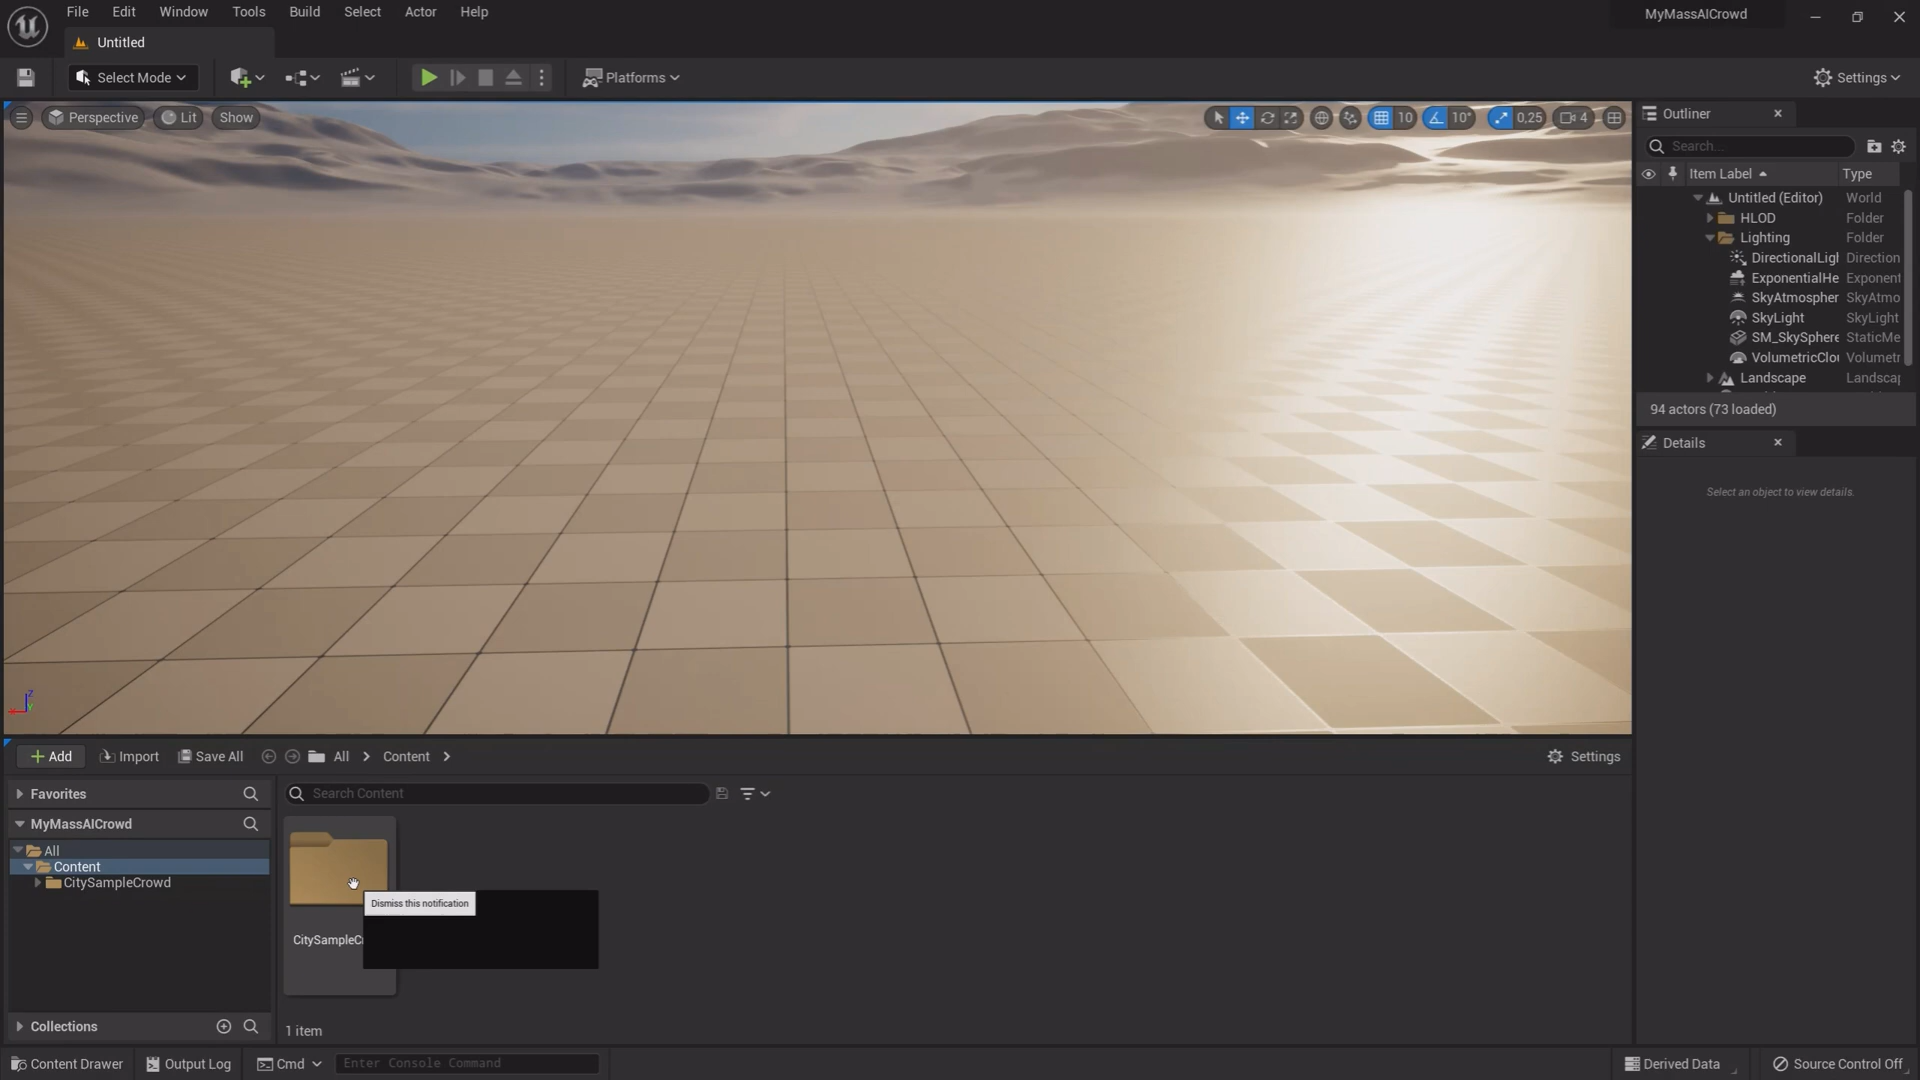 File Edit Window Tools Build Select Actor Help
MyMassAICrowd
Untitled
Select Mode
Platforms
Settings
Perspective Lit Show
10 10° 0,25 4
Outliner
Search...
Item Label Type
Untitled (Editor) World
HLOD Folder
Lighting Folder
DirectionalLigh Direction
ExponentialHe Exponent
SkyAtmospher SkyAtmo
SkyLight SkyLight
SM_SkySphere StaticMe
VolumetricClou Volumetr
Landscape Landscap
94 actors (73 loaded)
Details
Select an object to view details.
Z
Y
Add Import Save All All Content Settings
Favorites
Search Content
MyMassAICrowd
All
Content
CitySampleCrowd
Dismiss this notification
CitySampleCr
Collections
1 item
Content Drawer Output Log Cmd Enter Console Command Derived Data Source Control Off